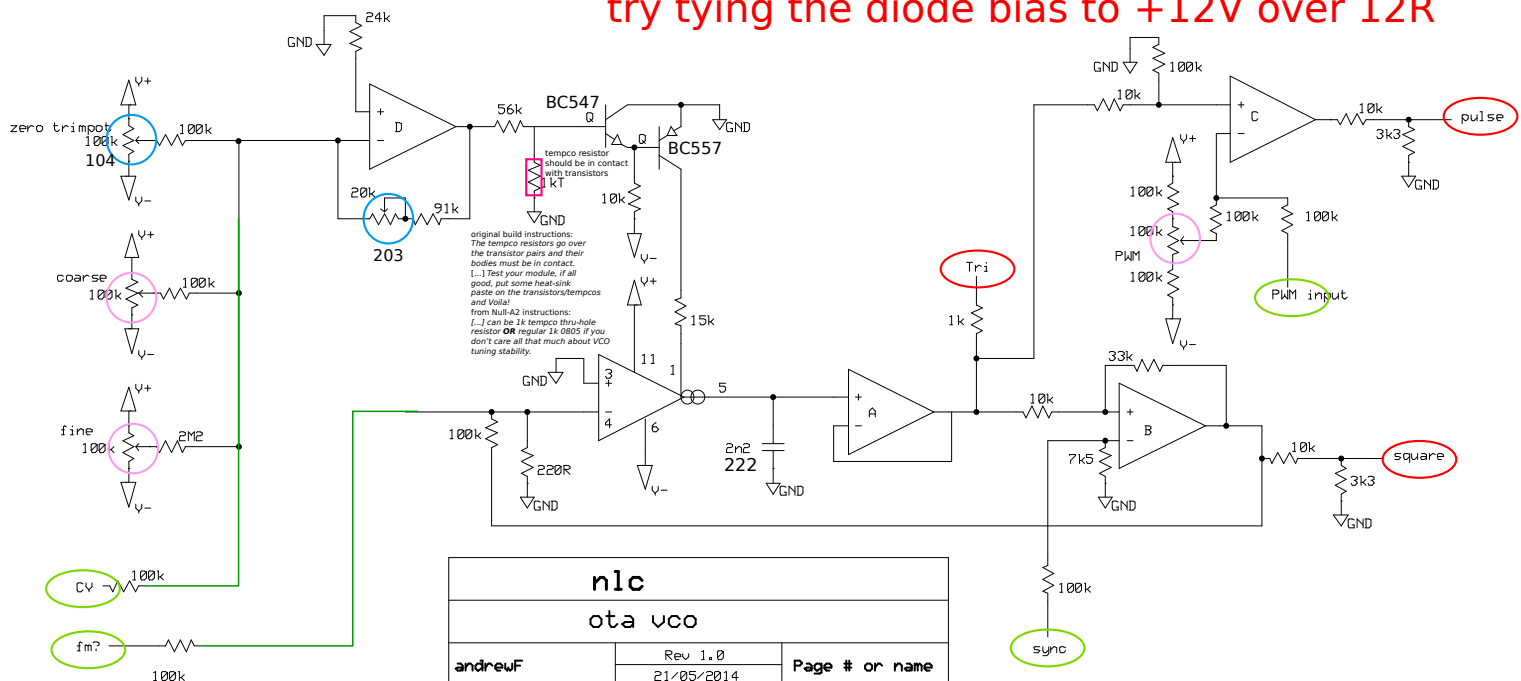 try tying the diode bias to +12V over 12R
24k
GND
V+
zero trimpot
100k
104
100k
V-
D
+
-
56k
BC547
Q
GND
Q
BC557
tempco resistor
should be in contact
with transistors
1kT
GND
10k
V-
20k
91k
203
original build instructions:
The tempco resistors go over
the transistor pairs and their
bodies must be in contact.
[...] Test your module, if all
good, put some heat-sink
paste on the transistors/tempcos
and Voila!
from Null-A2 instructions:
[...] can be 1k tempco thru-hole
resistor OR regular 1k 0805 if you
don't care all that much about VCO
tuning stability.
V+
coarse
100k
100k
V-
V+
fine
100k
2M2
V-
CV
100k
fm?
100k
V+
11
15k
GND
3
+
1
5
-
4
6
V-
100k
220R
GND
2n2
222
GND
+
A
-
Tri
1k
10k
33k
+
B
-
7k5
GND
10k
square
3k3
GND
100k
sync
GND
100k
10k
+
C
-
10k
pulse
3k3
GND
V+
100k
100k
PWM
100k
V-
100k
100k
PWM input
nlc
ota vco
andrewF
Rev 1.0
21/05/2014
Page # or name